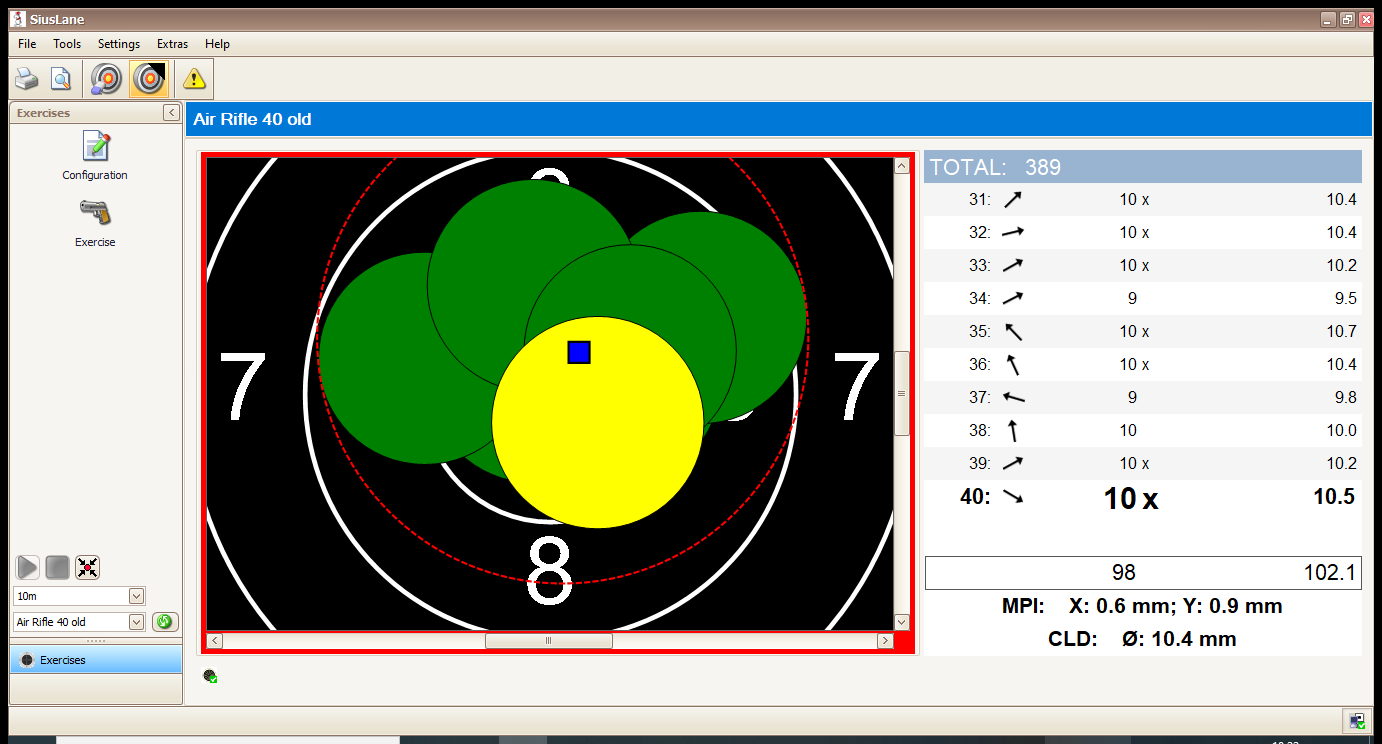 SiusLane
File Tools Settings Extras Help
Exercises
Configuration
Exercise
10m
Air Rifle 40 old
Exercises
Air Rifle 40 old
7 7
8
TOTAL: 389
31: 10 x 10.4
32: 10 x 10.4
33: 10 x 10.2
34: 9 9.5
35: 10 x 10.7
36: 10 x 10.4
37: 9 9.8
38: 10 10.0
39: 10 x 10.2
40: 10 x 10.5
98 102.1
MPI: X: 0.6 mm; Y: 0.9 mm
CLD: Ø: 10.4 mm